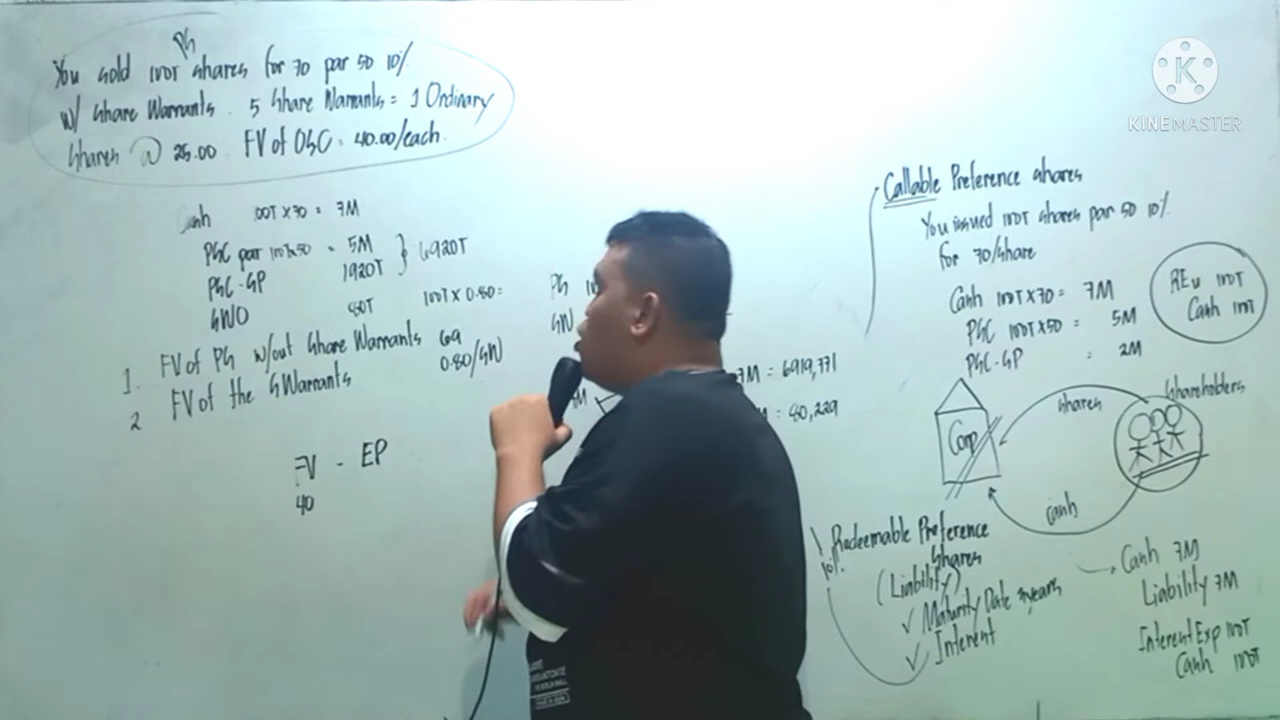 PS
You sold 100T shares for 70 par 50 10%
w/ share Warrants. 5 share Warrants = 1 Ordinary
shares @ 25.00 FV of OSC = 40.00/each.
Cash 100T x 70 = 7M
PSC par 100Tx50 = 5M
PSC-SP 1920T } 6920T
SWO 80T 100T x 0.80 =
1. FV of PS w/out share Warrants 69
2 FV of the SWarrants 0.80/SW
FV - EP
40
PS
SW
7M = 6919,771
= 80,229
Callable Preference shares
You issued 100T shares par 50 10%
for 70/share
Cash 100T x 70 = 7M
PSC 100T x 50 = 5M
PSC-SP : 2M
REu 100T
Cash 100T
Corp
shares
Shareholders
cash
10%
Redeemable Preference
Shares
(Liability)
✓ Maturity Date 3years
✓ Interest
Cash 7M
Liability 7M
Interest Exp 100T
Cash 100T
KINEMASTER